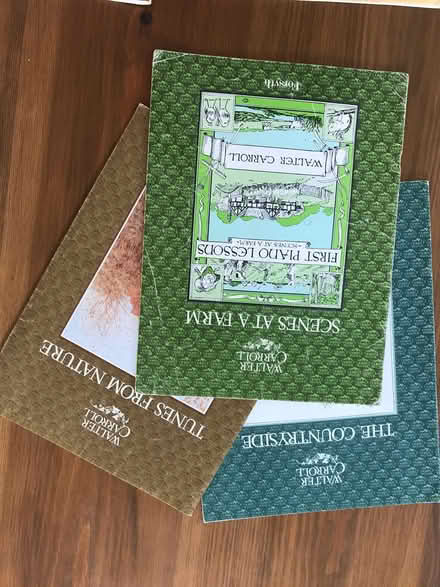 WALTER
CARROLL
SCENES AT A FARM
FIRST PIANO LESSONS
~SCENES AT A FARM~
WALTER CARROLL
Forsyth
WALTER
CARROLL
TUNES FROM NATURE
WALTER
CARROLL
THE COUNTRYSIDE